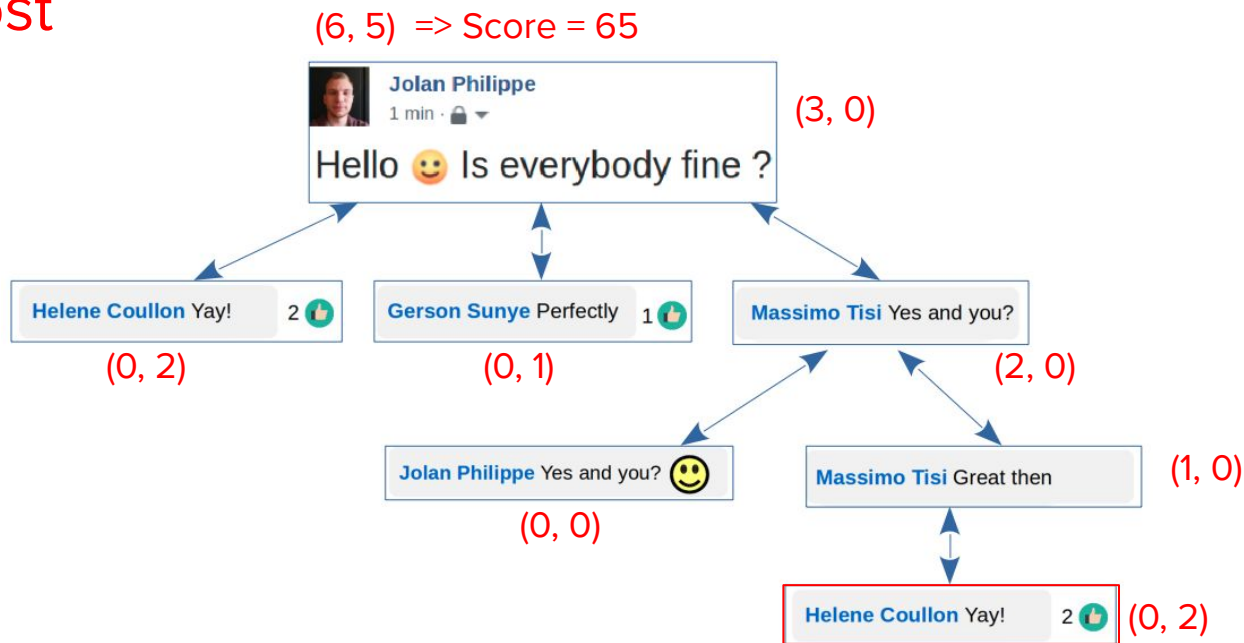 (6, 5) => Score = 65
Jolan Philippe
1 min ·
(3, 0)
Hello 🙂 Is everybody fine ?
Helene Coullon Yay! 2
Gerson Sunye Perfectly 1
Massimo Tisi Yes and you?
(0, 2)
(0, 1)
(2, 0)
Jolan Philippe Yes and you?
Massimo Tisi Great then
(1, 0)
(0, 0)
Helene Coullon Yay! 2
(0, 2)